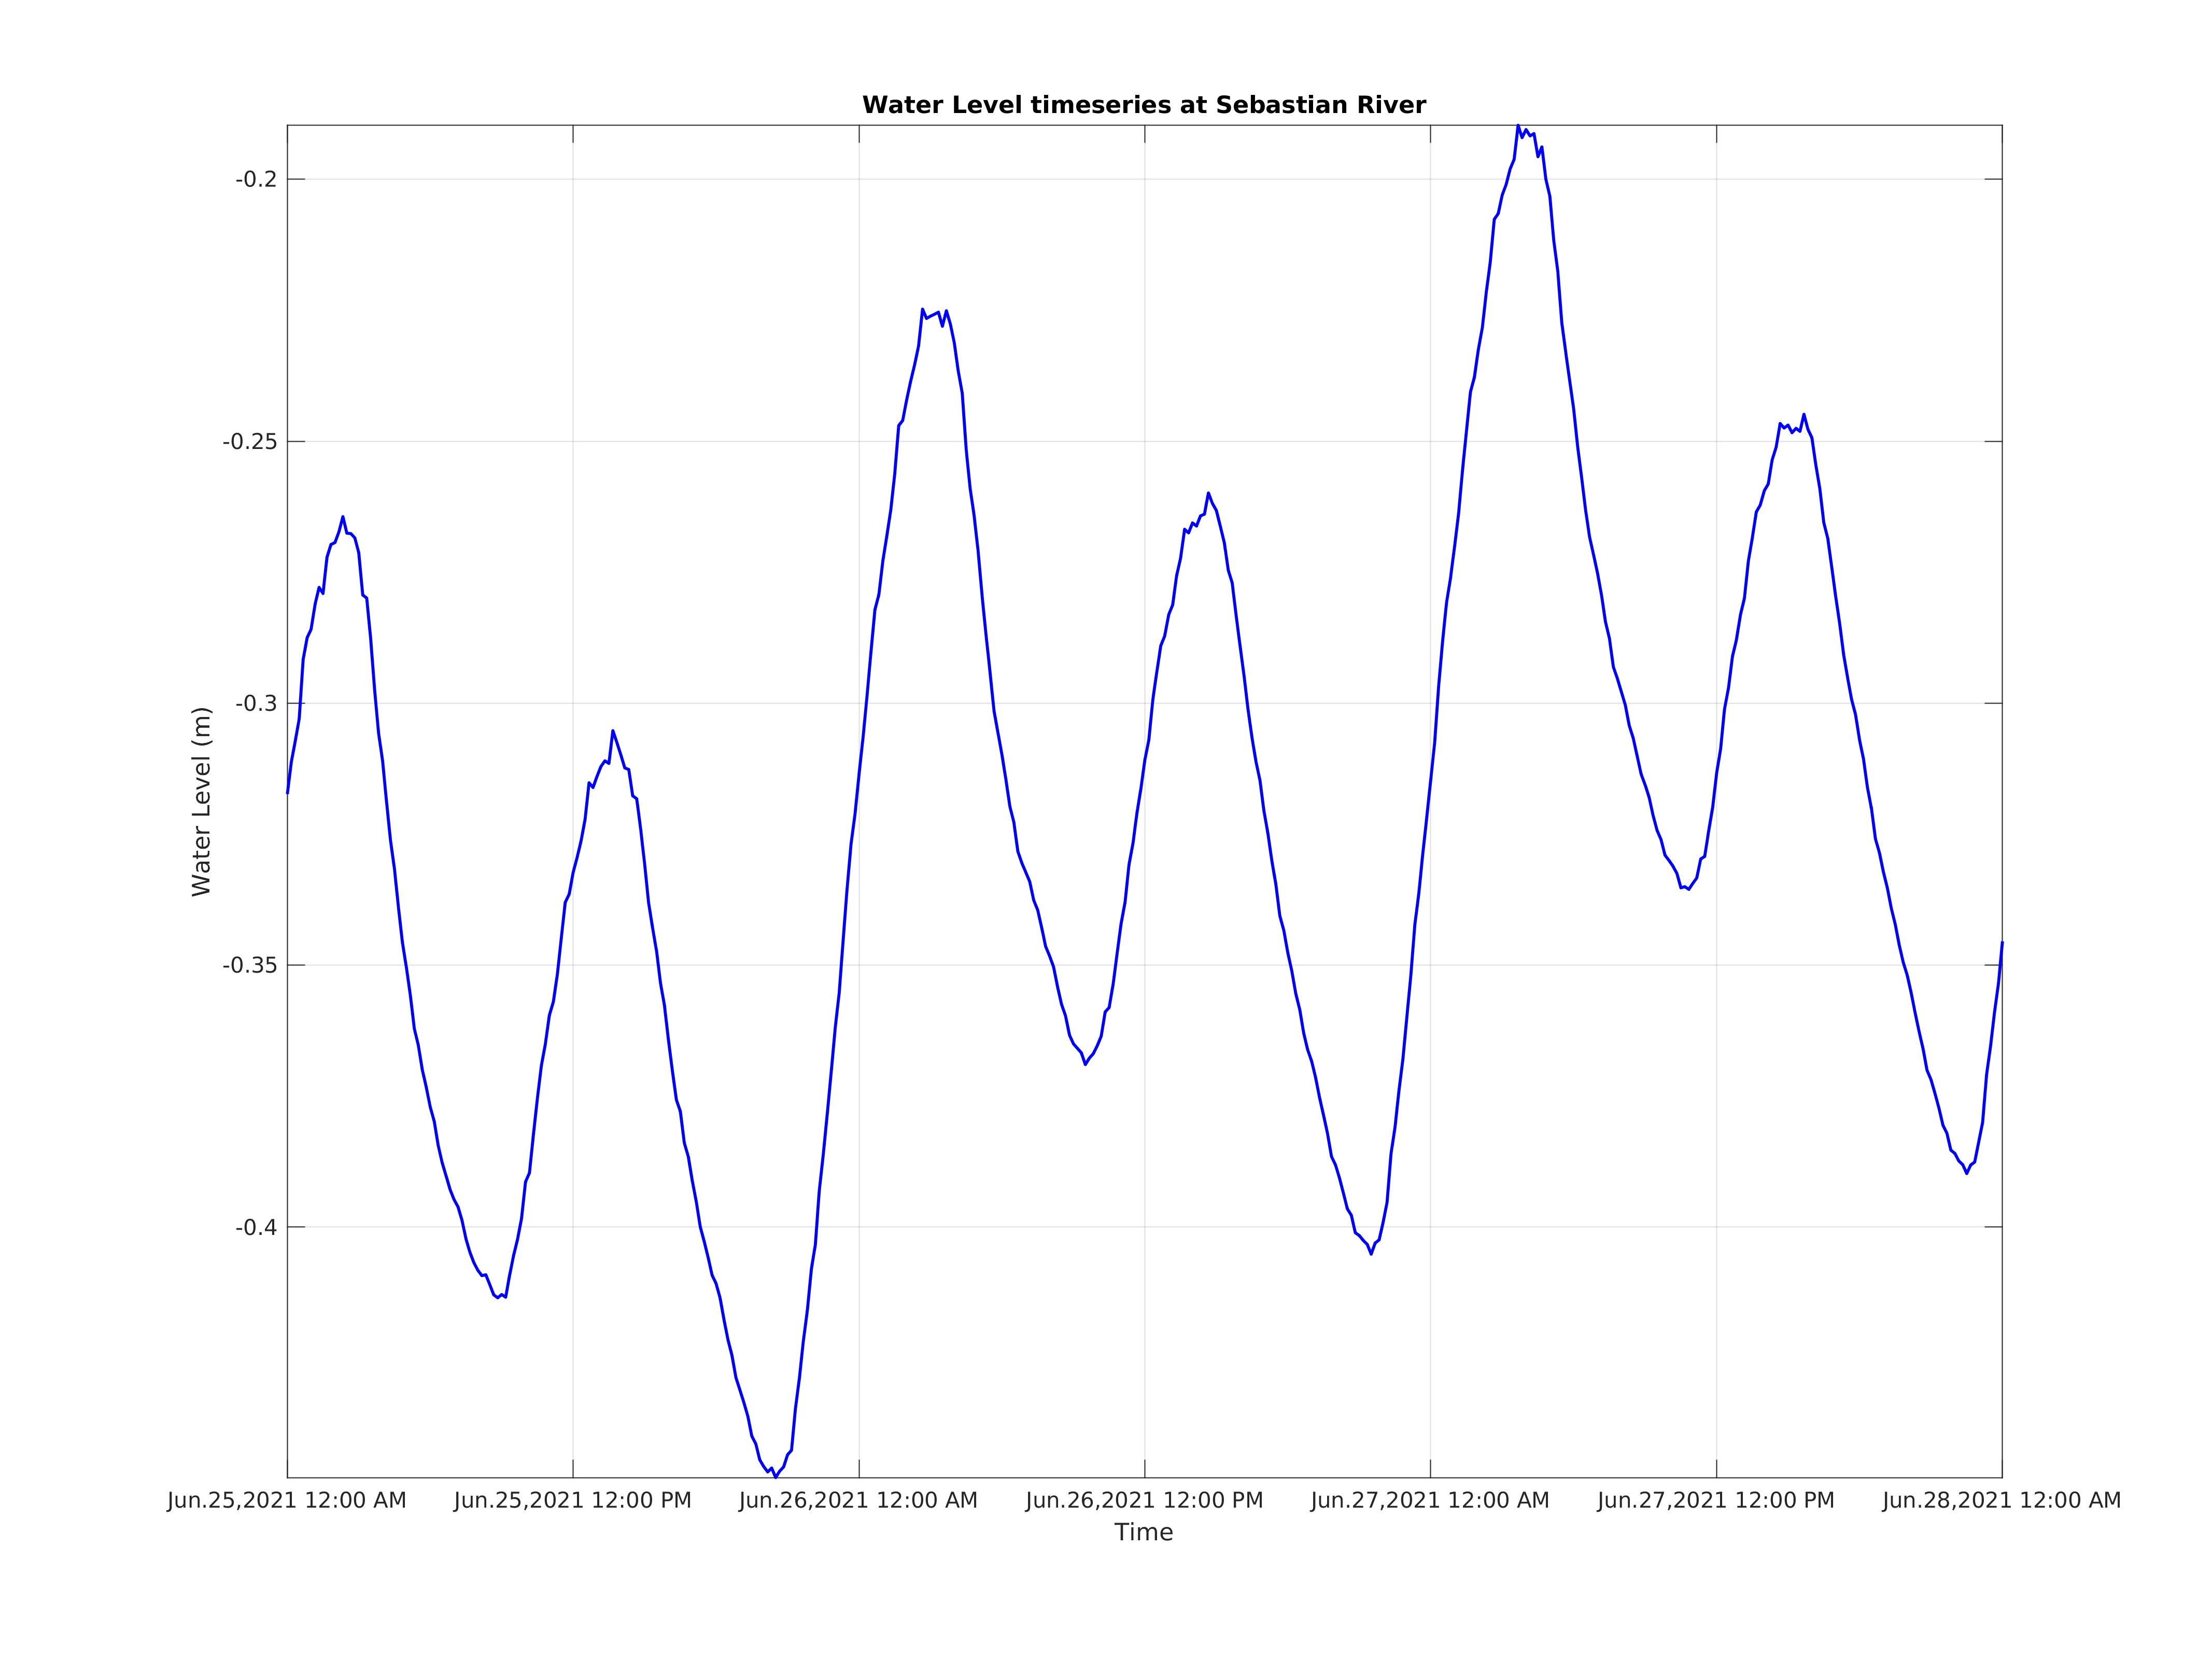 Water Level timeseries at Sebastian River
-0.2
-0.25
-0.3
-0.35
-0.4
Water Level (m)
Jun.25,2021 12:00 AM
Jun.25,2021 12:00 PM
Jun.26,2021 12:00 AM
Jun.26,2021 12:00 PM
Jun.27,2021 12:00 AM
Jun.27,2021 12:00 PM
Jun.28,2021 12:00 AM
Time